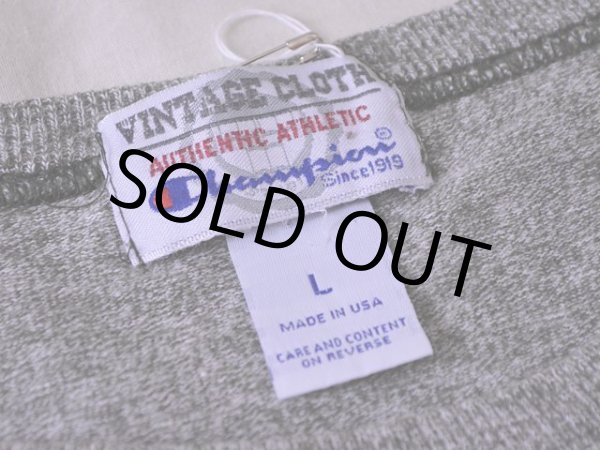 VINTAGE CLOTH
AUTHENTIC ATHLETIC
Champion®
Since1919
SOLD OUT
L
MADE IN USA
CARE AND CONTENT
ON REVERSE